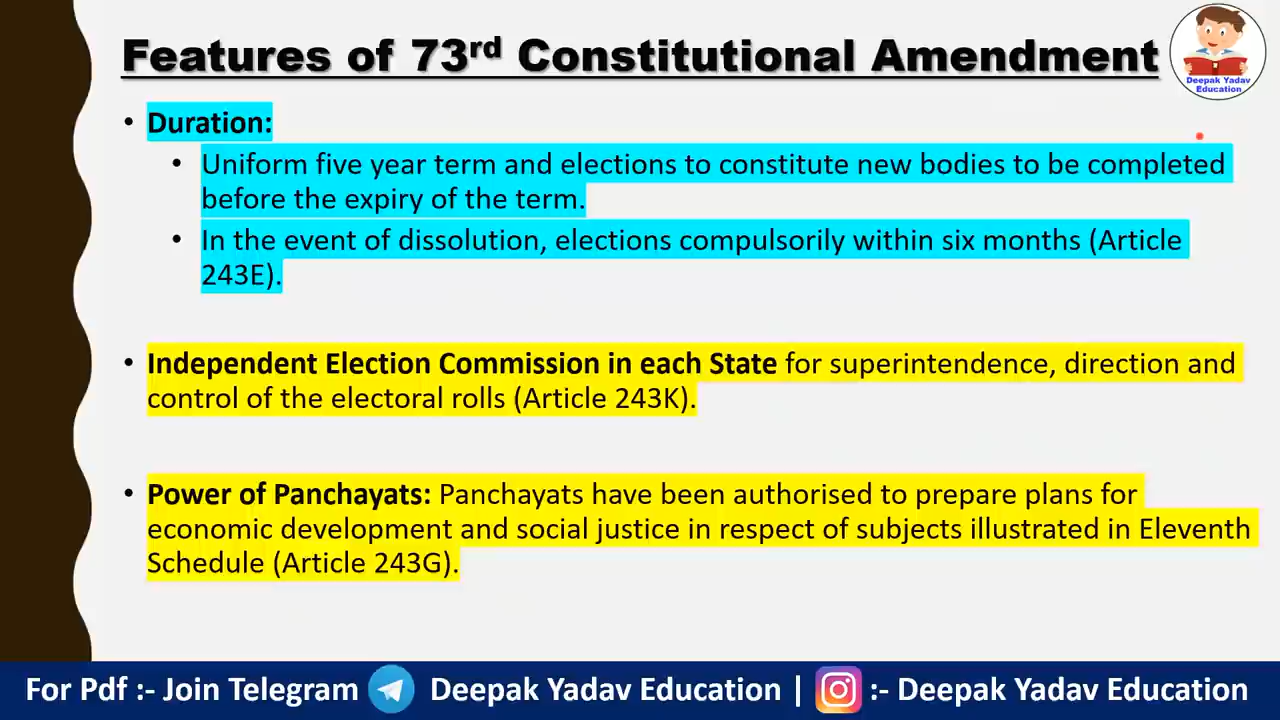 Features of 73rd Constitutional Amendment
Deepak Yadav
Education
• Duration:
• Uniform five year term and elections to constitute new bodies to be completed
before the expiry of the term.
• In the event of dissolution, elections compulsorily within six months (Article
243E).
• Independent Election Commission in each State for superintendence, direction and
control of the electoral rolls (Article 243K).
• Power of Panchayats: Panchayats have been authorised to prepare plans for
economic development and social justice in respect of subjects illustrated in Eleventh
Schedule (Article 243G).
For Pdf :- Join Telegram Deepak Yadav Education | :- Deepak Yadav Education